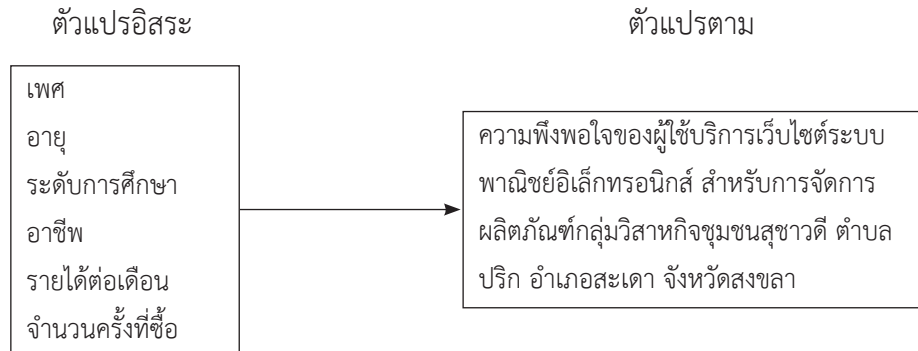 ตัวแปรอิสระ
ตัวแปรตาม
เพศ
อายุ
ระดับการศึกษา
อาชีพ
รายได้ต่อเดือน
จำนวนครั้งที่ซื้อ
ความพึงพอใจของผู้ใช้บริการเว็บไซต์ระบบ
พาณิชย์อิเล็กทรอนิกส์ สำหรับการจัดการ
ผลิตภัณฑ์กลุ่มวิสาหกิจชุมชนสุชาวดี ตำบล
ปริก อำเภอสะเดา จังหวัดสงขลา